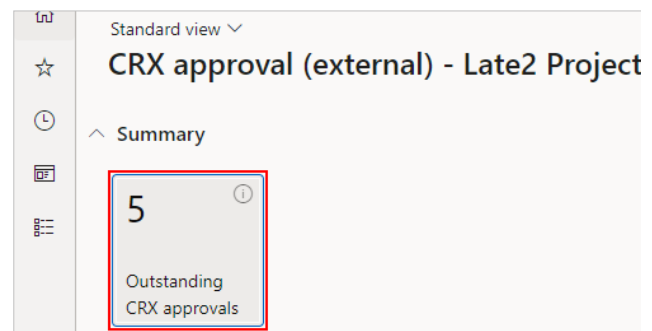 Standard view
CRX approval (external) - Late2 Project
Summary
5
Outstanding
CRX approvals